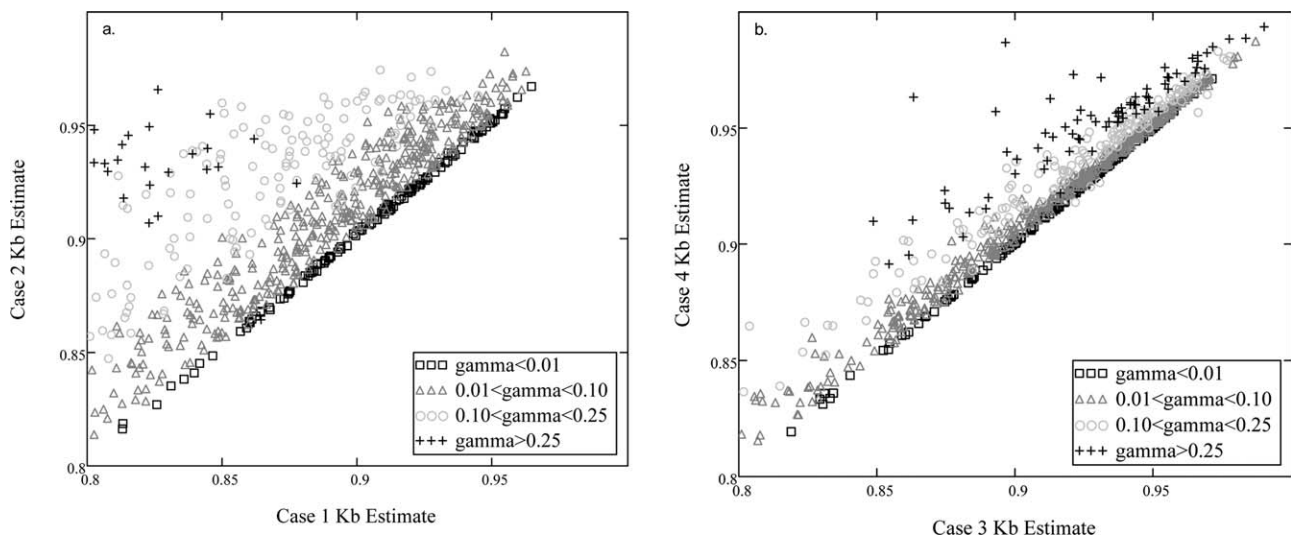 a.
Case 2 Kb Estimate
0.95
0.9
0.85
0.8
0.8 0.85 0.9 0.95
Case 1 Kb Estimate
gamma<0.01
0.01<gamma<0.10
0.10<gamma<0.25
gamma>0.25
b.
Case 4 Kb Estimate
0.95
0.9
0.85
0.8
0.8 0.85 0.9 0.95
Case 3 Kb Estimate
gamma<0.01
0.01<gamma<0.10
0.10<gamma<0.25
gamma>0.25